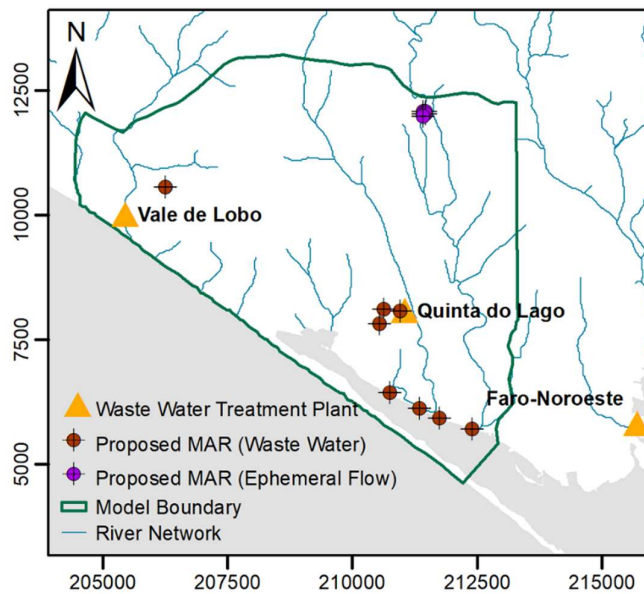 N
12500
10000
7500
5000
Vale de Lobo
Quinta do Lago
Faro-Noroeste
Waste Water Treatment Plant
Proposed MAR (Waste Water)
Proposed MAR (Ephemeral Flow)
Model Boundary
River Network
205000 207500 210000 212500 215000